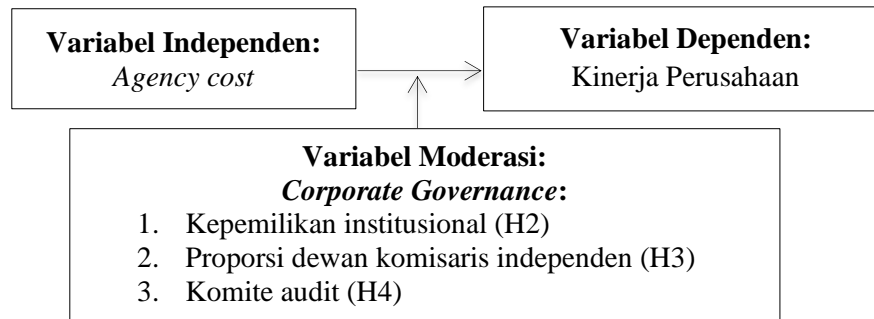 Variabel Independen:
Agency cost
Variabel Dependen:
Kinerja Perusahaan
Variabel Moderasi:
Corporate Governance:
1. Kepemilikan institusional (H2)
2. Proporsi dewan komisaris independen (H3)
3. Komite audit (H4)